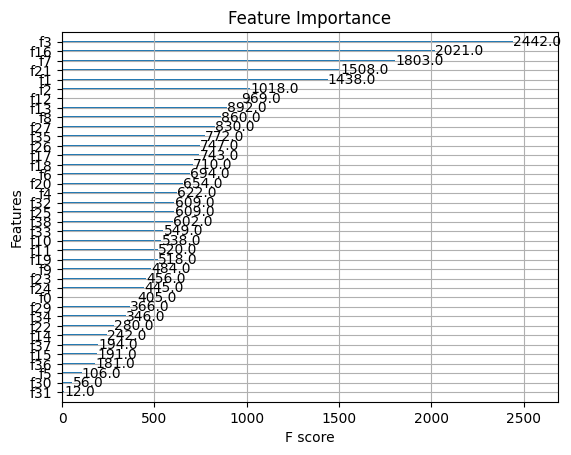 Feature Importance
f3 2442.0
f16 2021.0
f7 1803.0
f21 1508.0
f1 1438.0
f2 1018.0
f12 969.0
f13 892.0
f8 860.0
f27 830.0
f35 772.0
f26 747.0
f17 743.0
f18 710.0
f6 694.0
f20 654.0
f4 622.0
f32 609.0
f25 609.0
f38 602.0
f33 549.0
f10 538.0
f11 520.0
f19 518.0
f9 484.0
f23 456.0
f24 445.0
f0 405.0
f29 366.0
f34 346.0
f22 280.0
f14 242.0
f37 194.0
f15 191.0
f36 181.0
f5 106.0
f30 56.0
f31 12.0
Features
0 500 1000 1500 2000 2500
F score